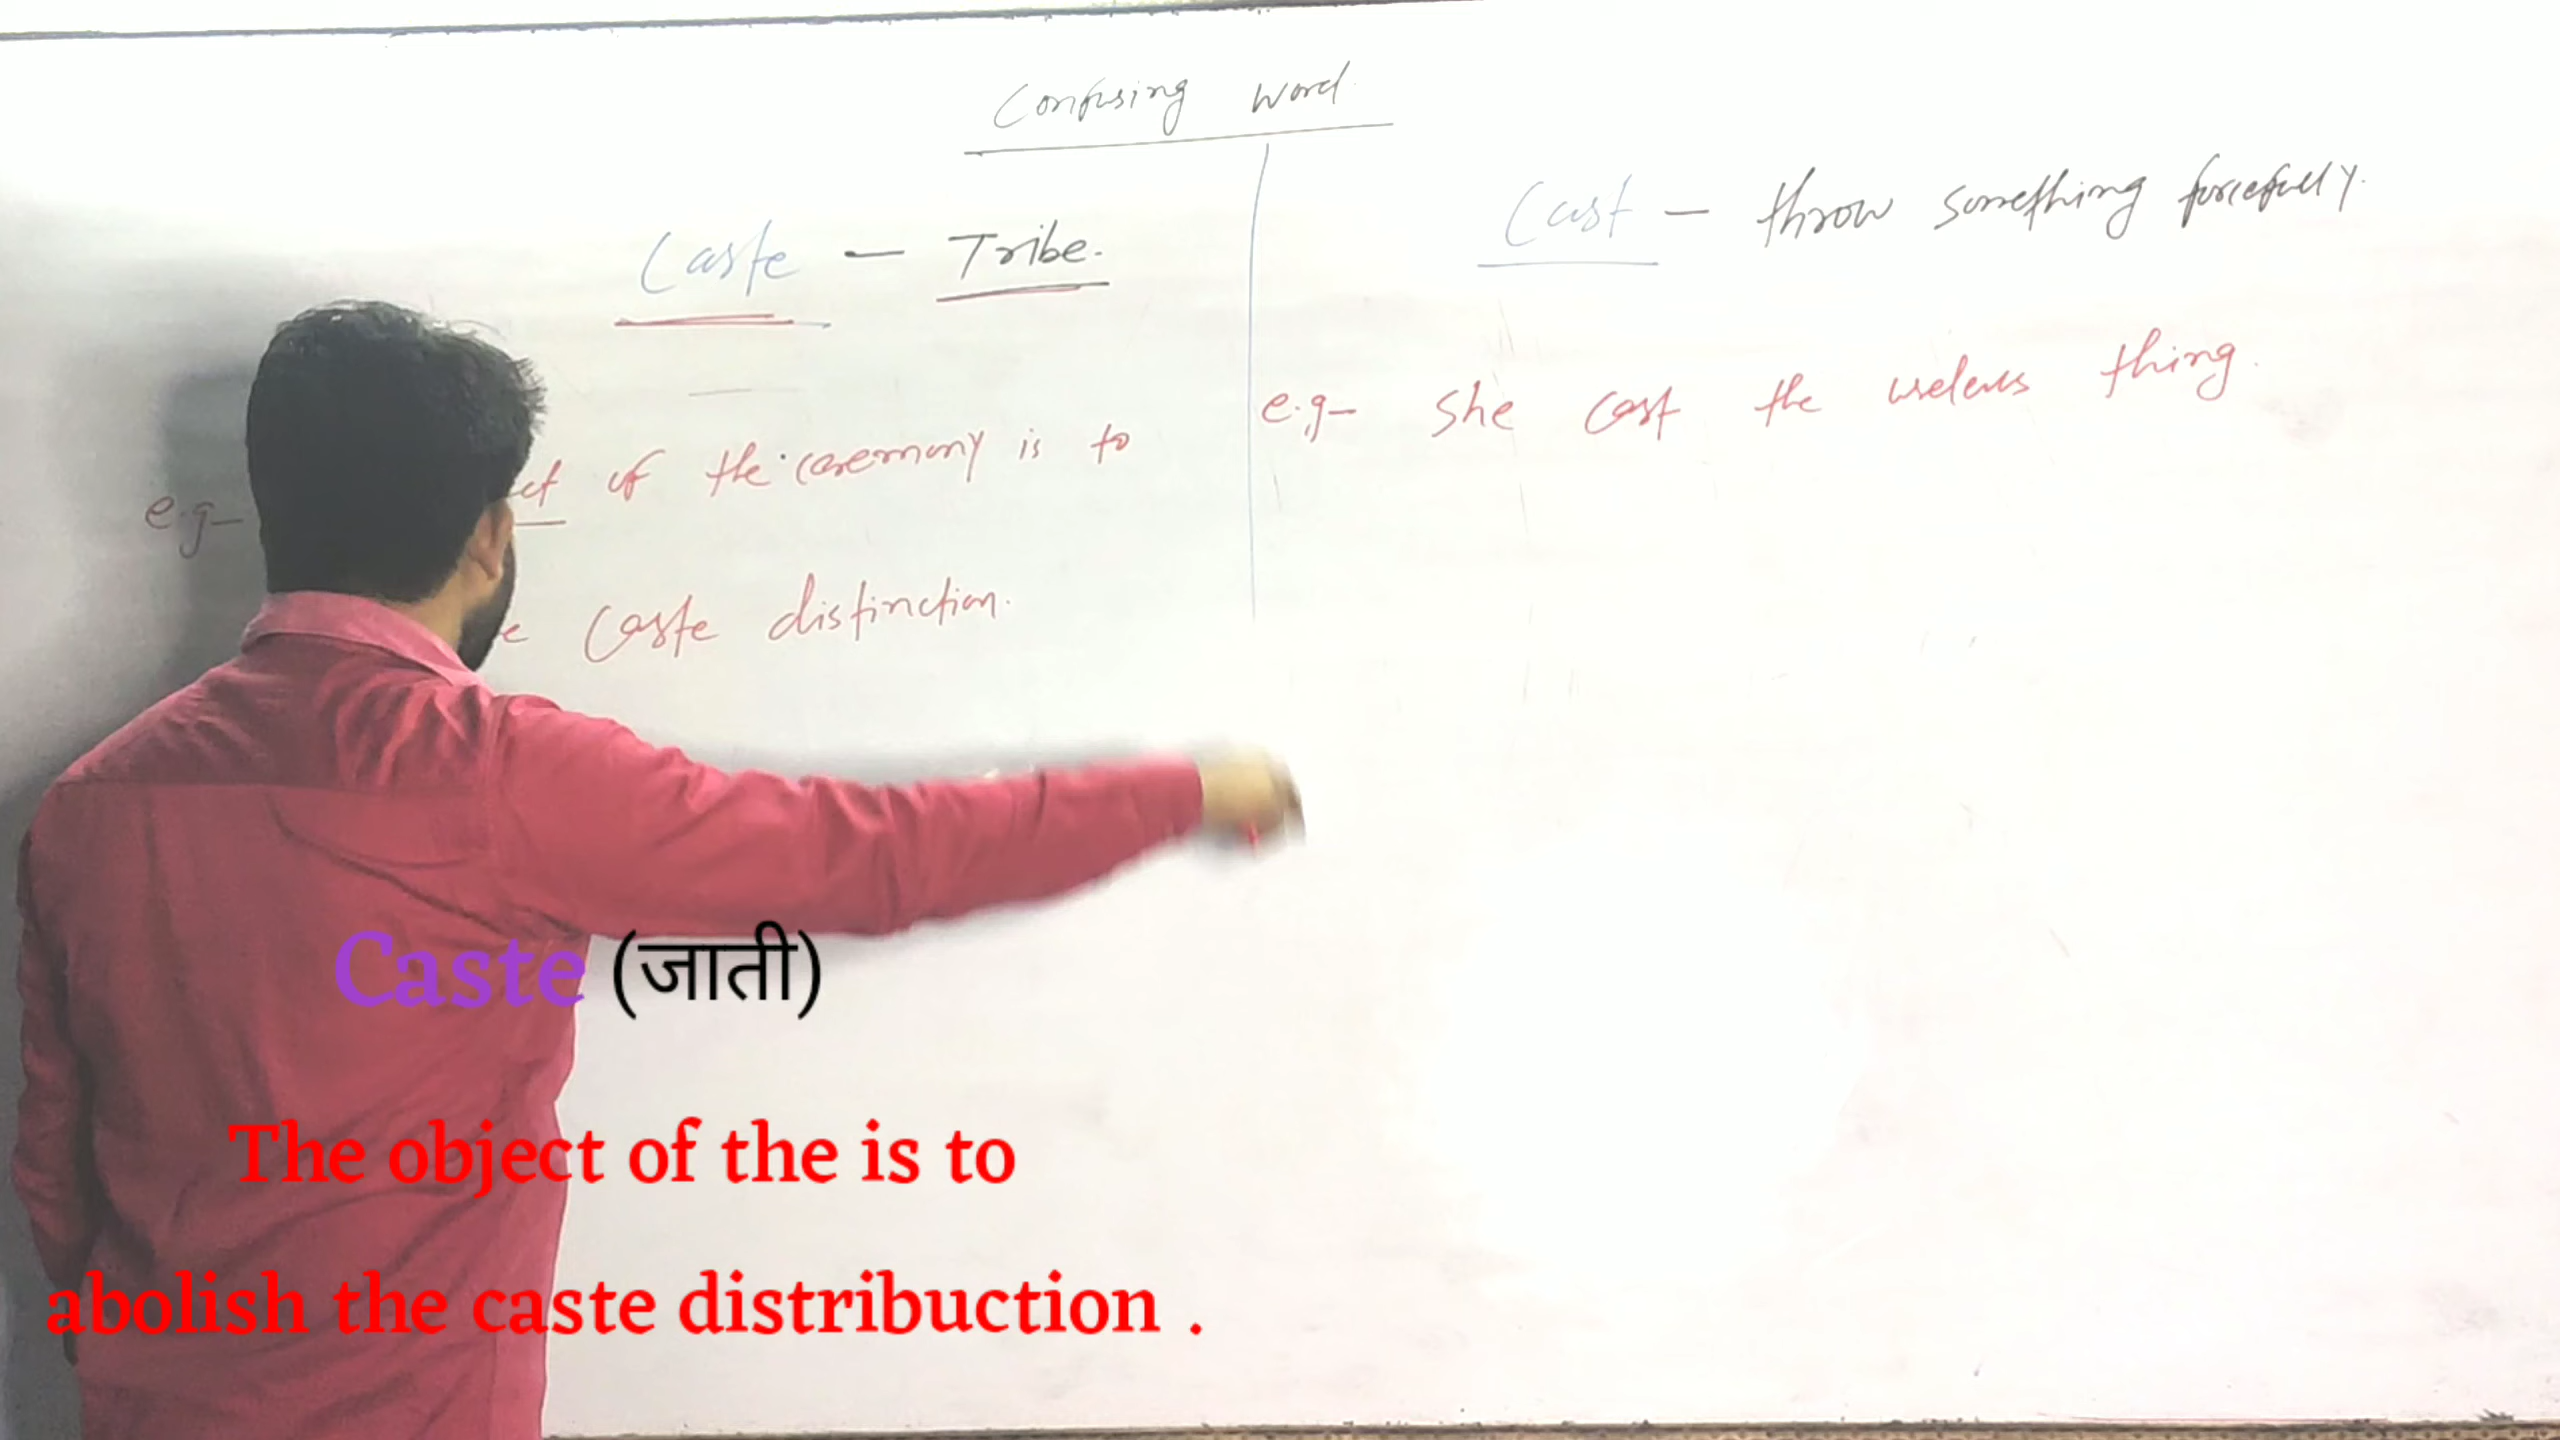 Confusing word
Caste – Tribe.
e.g– ct of the ceremony is to
e Caste distinction.
Cast – throw something forcefully.
e.g– She cast the useless thing.
Caste (जाती)
The object of the is to
abolish the caste distribuction .